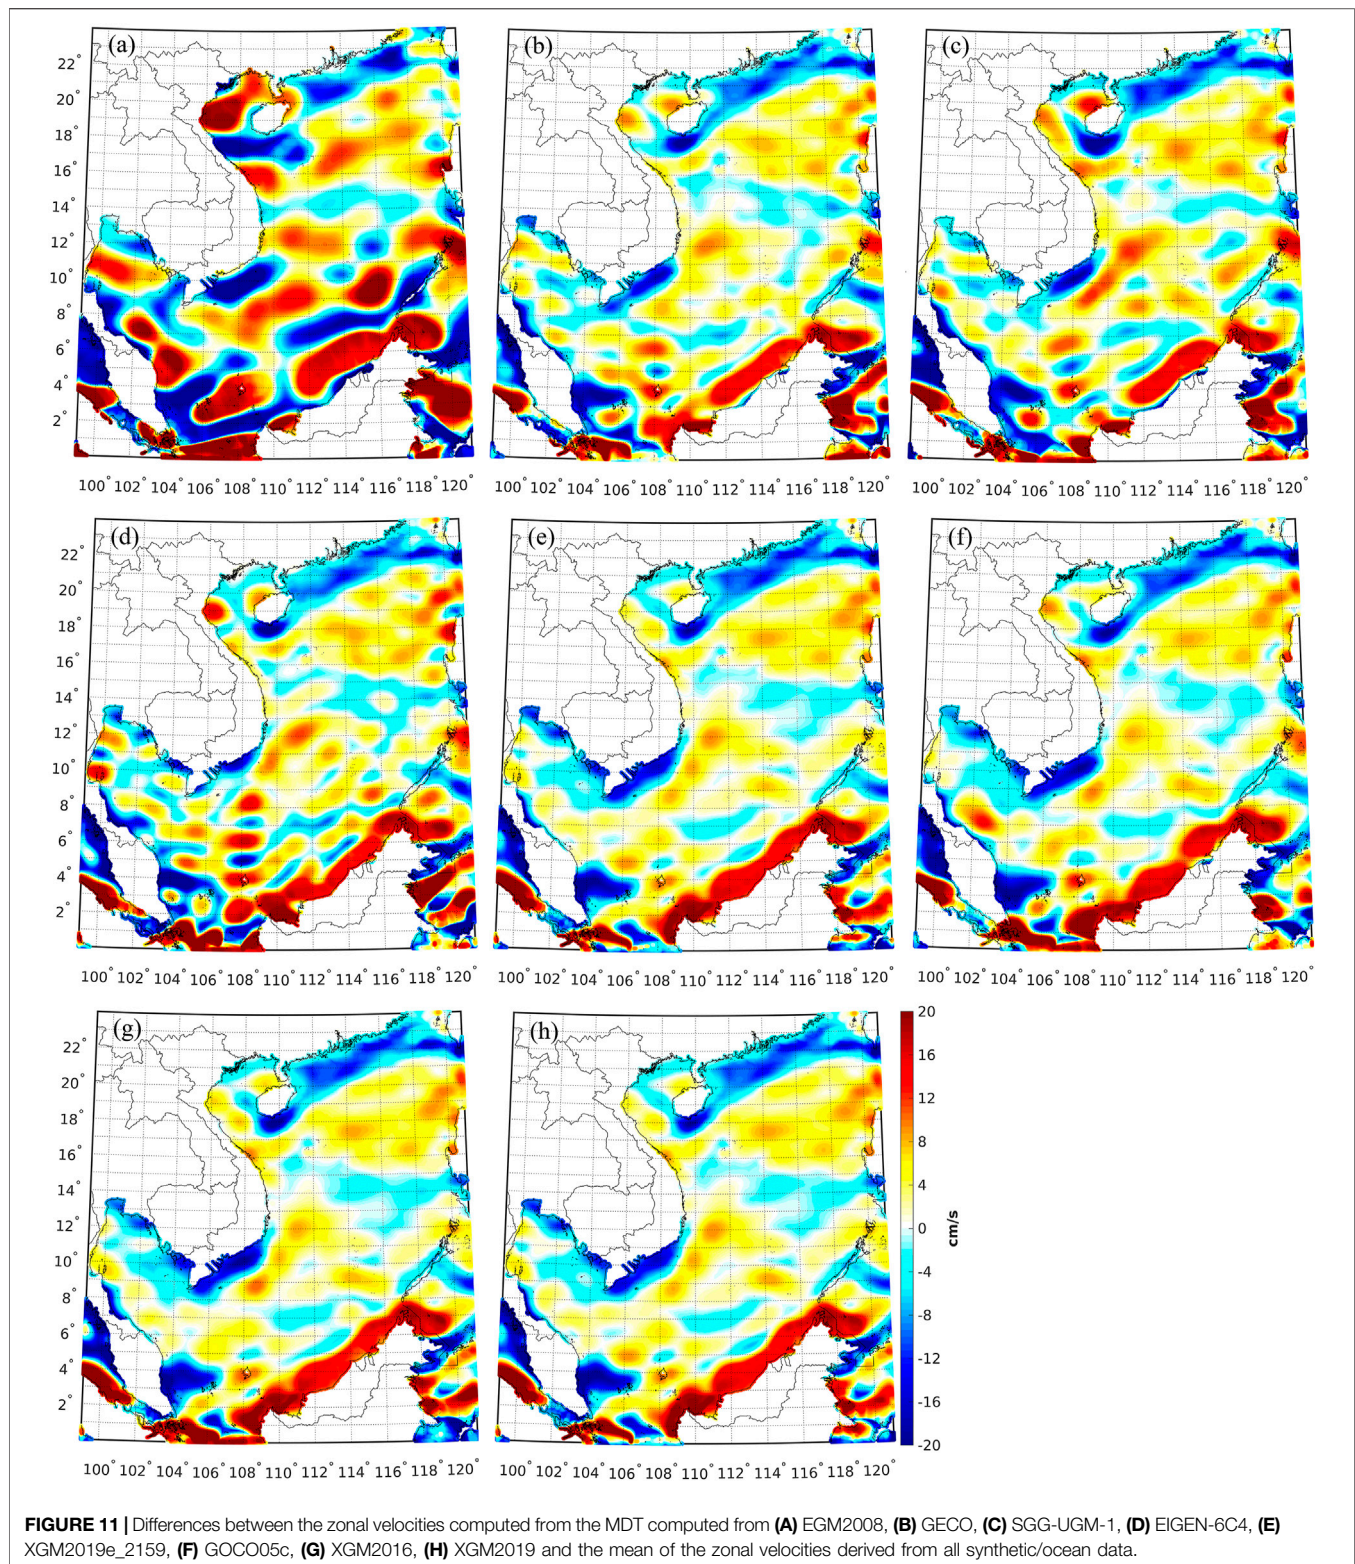 (a)
(b)
(c)
22°
20°
18°
16°
14°
12°
10°
8°
6°
4°
2°
100° 102° 104° 106° 108° 110° 112° 114° 116° 118° 120°
100° 102° 104° 106° 108° 110° 112° 114° 116° 118° 120°
100° 102° 104° 106° 108° 110° 112° 114° 116° 118° 120°
(d)
(e)
(f)
22°
20°
18°
16°
14°
12°
10°
8°
6°
4°
2°
100° 102° 104° 106° 108° 110° 112° 114° 116° 118° 120°
100° 102° 104° 106° 108° 110° 112° 114° 116° 118° 120°
100° 102° 104° 106° 108° 110° 112° 114° 116° 118° 120°
(g)
(h)
22°
20°
18°
16°
14°
12°
10°
8°
6°
4°
2°
100° 102° 104° 106° 108° 110° 112° 114° 116° 118° 120°
100° 102° 104° 106° 108° 110° 112° 114° 116° 118° 120°
20
16
12
8
4
0
-4
-8
-12
-16
-20
cm/s
FIGURE 11 | Differences between the zonal velocities computed from the MDT computed from (A) EGM2008, (B) GECO, (C) SGG-UGM-1, (D) EIGEN-6C4, (E)
XGM2019e_2159, (F) GOCO05c, (G) XGM2016, (H) XGM2019 and the mean of the zonal velocities derived from all synthetic/ocean data.